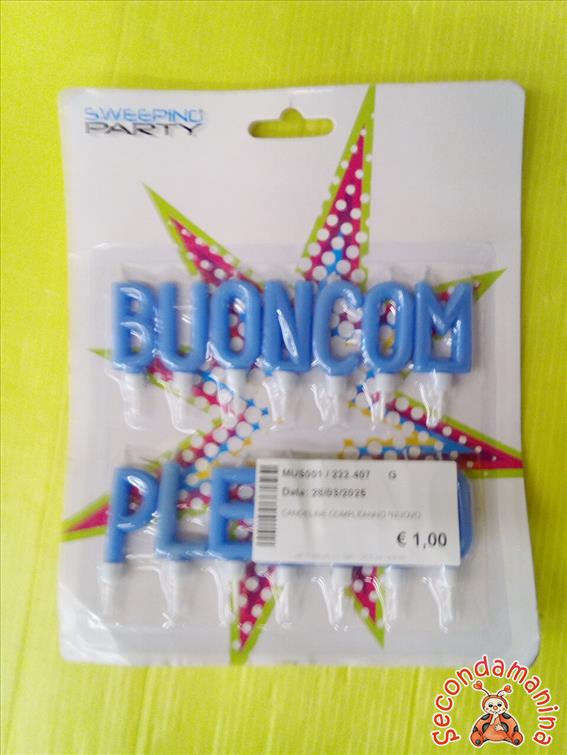 SWEEPING
PARTY
BUONCOM
PLE O
MUS001 / 222.407 G
Data: 28/03/2025
CANDELINE COMPLEANNO *NUOVO
€ 1,00
Secondamanina